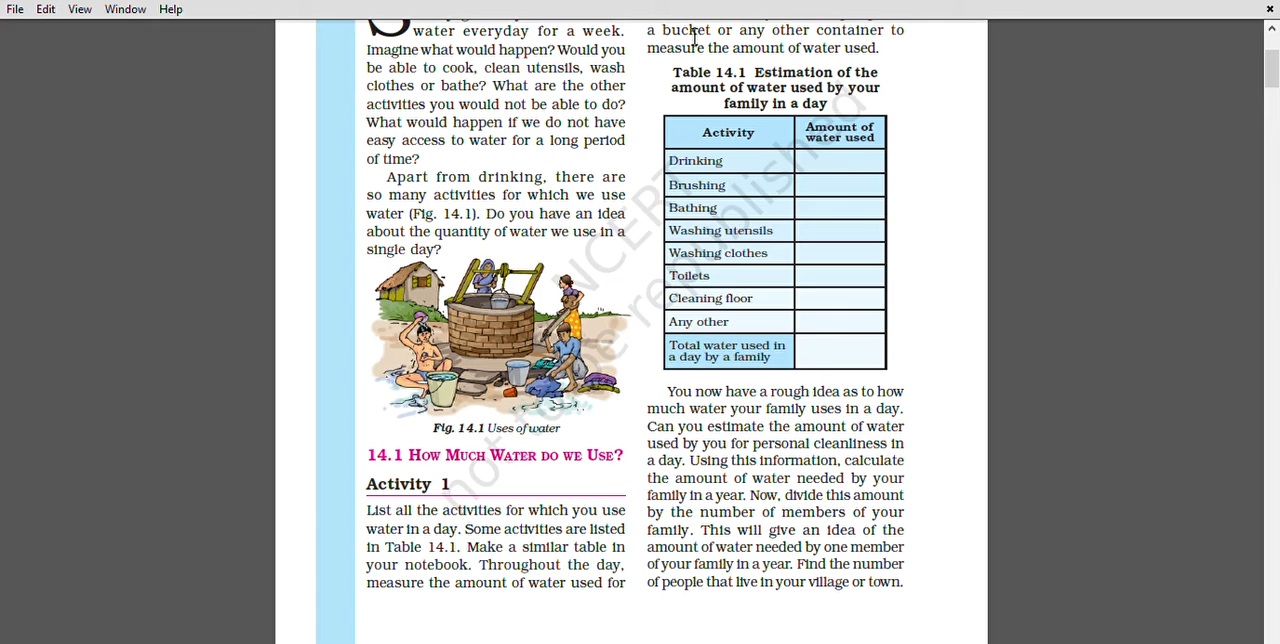 File Edit View Window Help
water everyday for a week.
Imagine what would happen? Would you
be able to cook, clean utensils, wash
clothes or bathe? What are the other
activities you would not be able to do?
What would happen if we do not have
easy access to water for a long period
of time?
Apart from drinking, there are
so many activities for which we use
water (Fig. 14.1). Do you have an idea
about the quantity of water we use in a
single day?
Fig. 14.1 Uses of water
14.1 How Much Water do we Use?
Activity 1
List all the activities for which you use
water in a day. Some activities are listed
in Table 14.1. Make a similar table in
your notebook. Throughout the day,
measure the amount of water used for
a bucket or any other container to
measure the amount of water used.
Table 14.1 Estimation of the
amount of water used by your
family in a day
Activity
Amount of
water used
Drinking
Brushing
Bathing
Washing utensils
Washing clothes
Toilets
Cleaning floor
Any other
Total water used in
a day by a family
You now have a rough idea as to how
much water your family uses in a day.
Can you estimate the amount of water
used by you for personal cleanliness in
a day. Using this information, calculate
the amount of water needed by your
family in a year. Now, divide this amount
by the number of members of your
family. This will give an idea of the
amount of water needed by one member
of your family in a year. Find the number
of people that live in your village or town.
NCERT
not to be republished